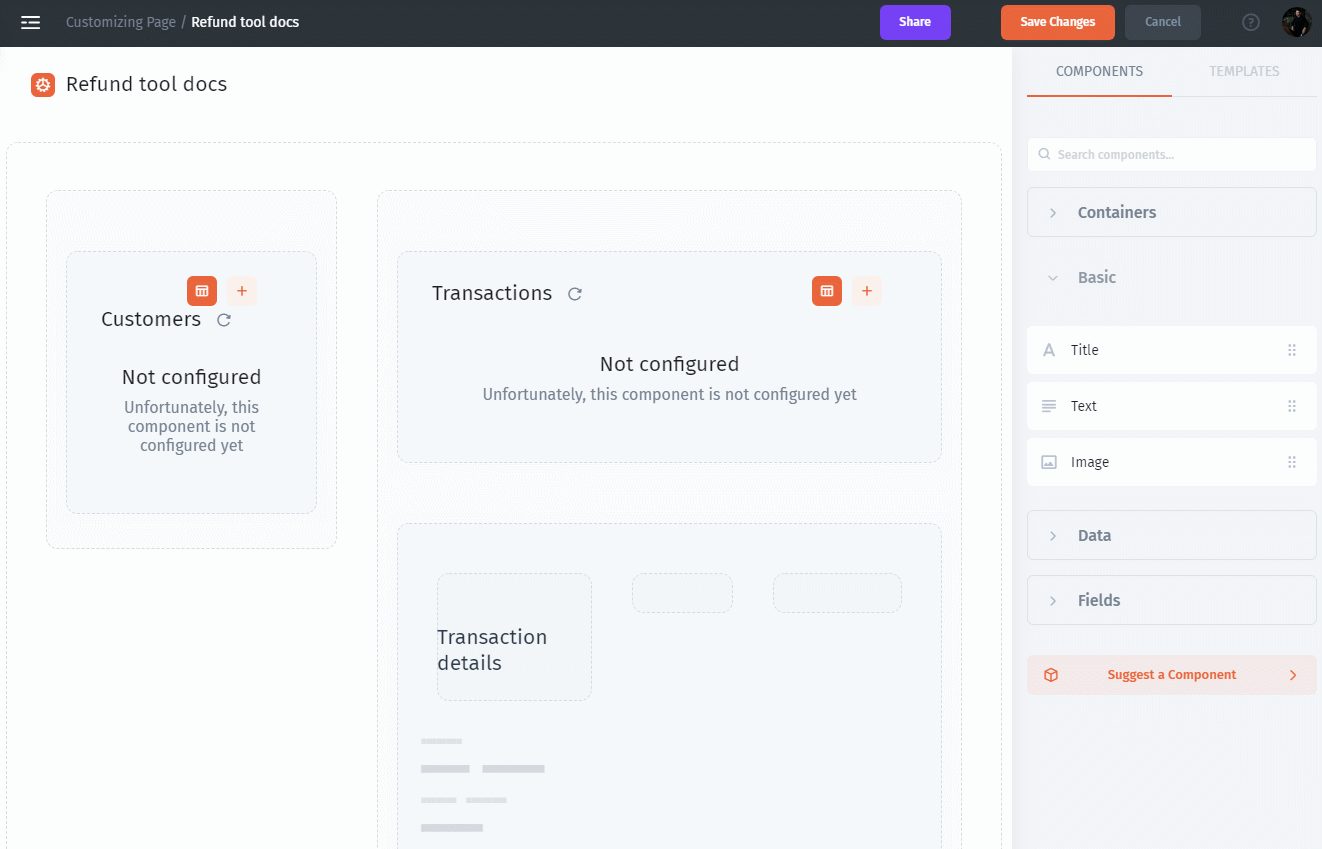 Customizing Page / Refund tool docs
Share
Save Changes
Cancel
?
Refund tool docs
COMPONENTS
TEMPLATES
Search components...
Containers
Basic
Title
Text
Image
Data
Fields
Suggest a Component
Customers
Not configured
Unfortunately, this
component is not
configured yet
Transactions
Not configured
Unfortunately, this component is not configured yet
Transaction
details